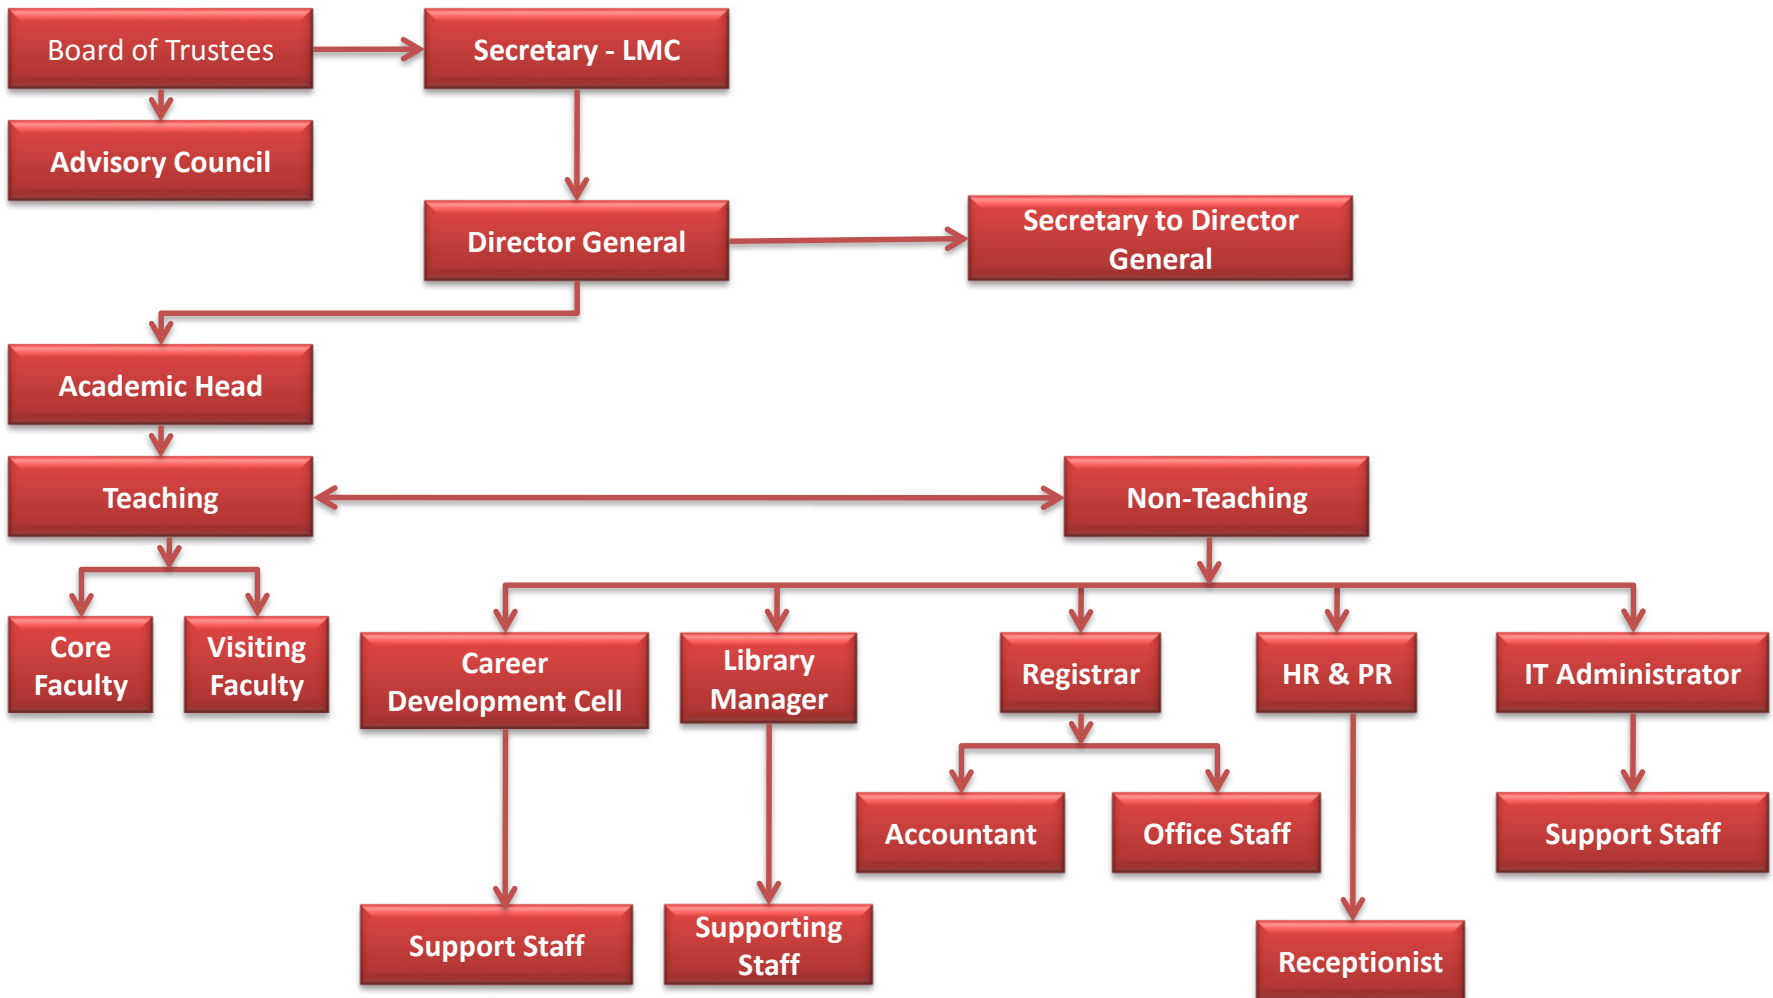 Board of Trustees
Secretary - LMC
Advisory Council
Director General
Secretary to Director
General
Academic Head
Teaching
Non-Teaching
Core
Faculty
Visiting
Faculty
Career
Development Cell
Library
Manager
Registrar
HR & PR
IT Administrator
Accountant
Office Staff
Support Staff
Support Staff
Supporting
Staff
Receptionist